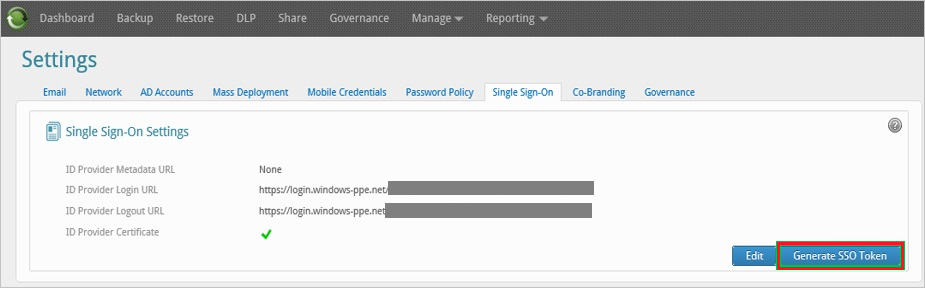 Dashboard Backup Restore DLP Share Governance Manage Reporting
Settings
Email Network AD Accounts Mass Deployment Mobile Credentials Password Policy Single Sign-On Co-Branding Governance
Single Sign-On Settings ?
ID Provider Metadata URL None
ID Provider Login URL https://login.windows-ppe.net/
ID Provider Logout URL https://login.windows-ppe.net
ID Provider Certificate
Edit Generate SSO Token